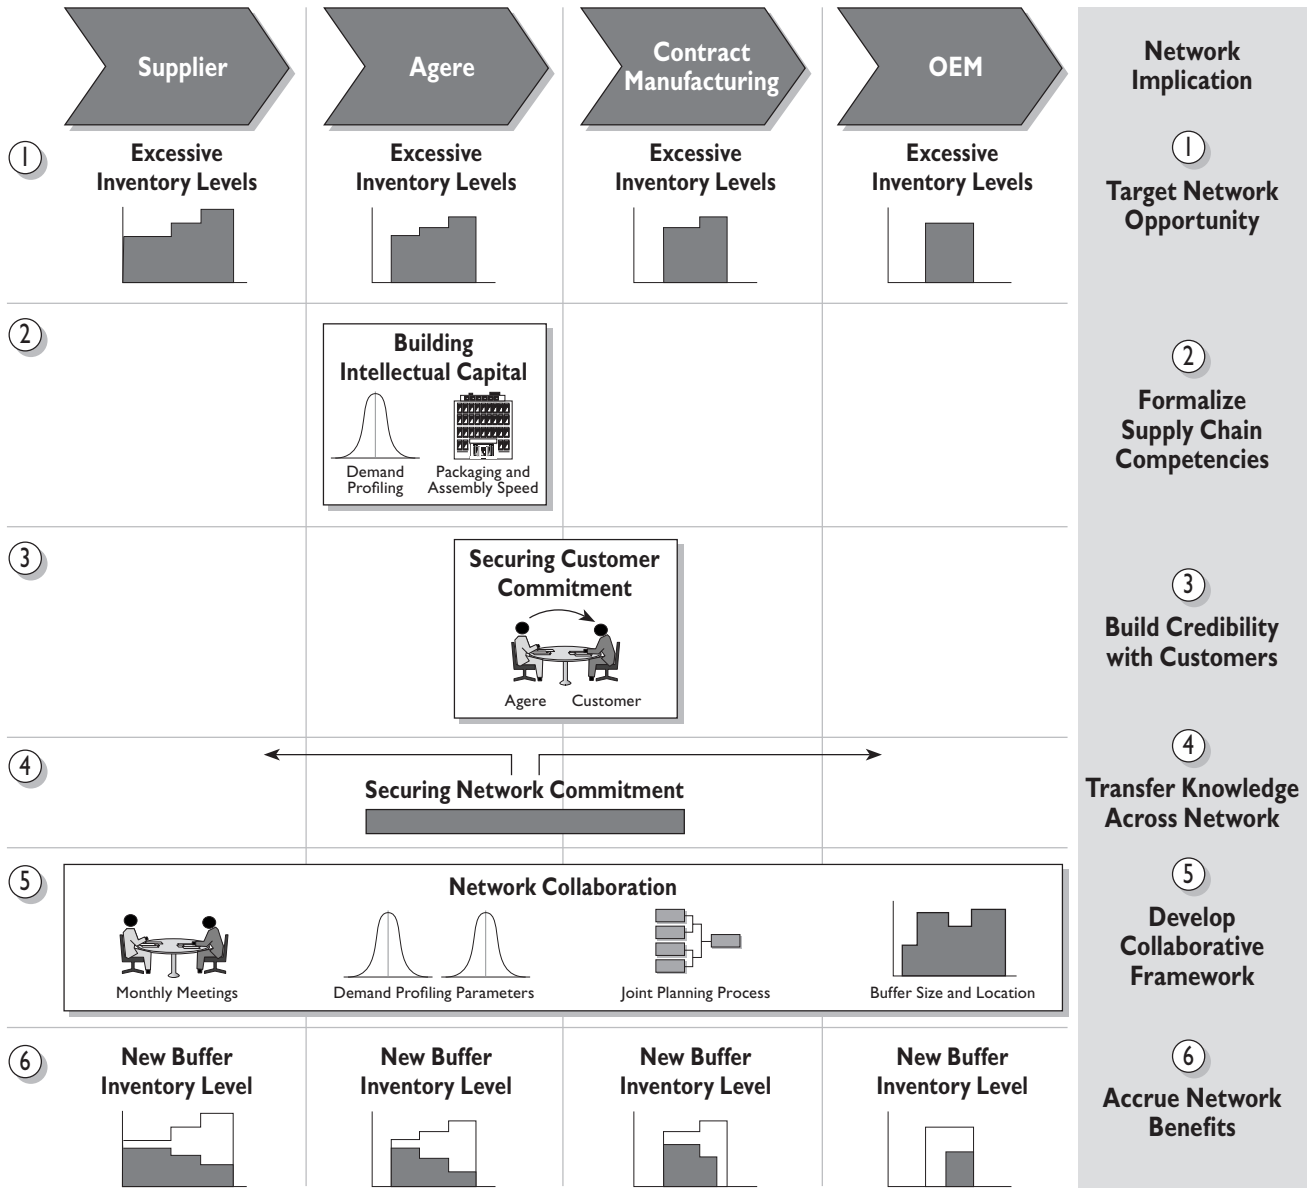 Supplier
Agere
Contract
Manufacturing
OEM
Network
Implication
1
Excessive
Inventory Levels
Excessive
Inventory Levels
Excessive
Inventory Levels
Excessive
Inventory Levels
1
Target Network
Opportunity
2
Building
Intellectual Capital
Demand
Profiling
Packaging and
Assembly Speed
2
Formalize
Supply Chain
Competencies
3
Securing Customer
Commitment
Agere
Customer
3
Build Credibility
with Customers
4
Securing Network Commitment
4
Transfer Knowledge
Across Network
5
Network Collaboration
Monthly Meetings
Demand Profiling Parameters
Joint Planning Process
Buffer Size and Location
5
Develop
Collaborative
Framework
6
New Buffer
Inventory Level
New Buffer
Inventory Level
New Buffer
Inventory Level
New Buffer
Inventory Level
6
Accrue Network
Benefits